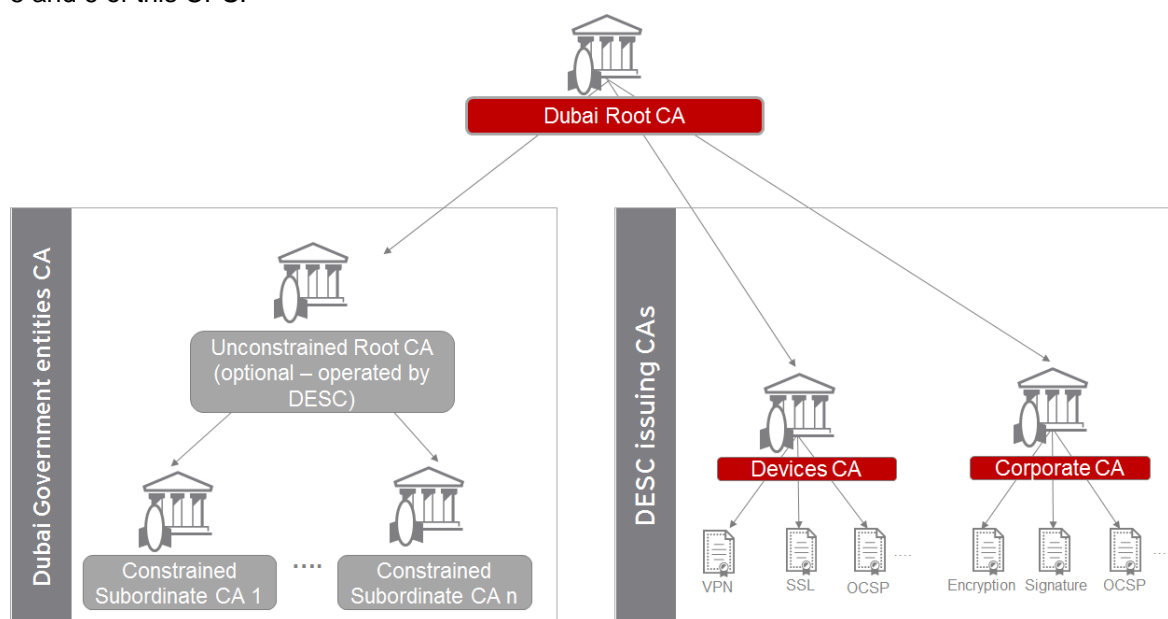 Dubai Root CA
Dubai Government entities CA
Unconstrained Root CA
(optional – operated by
DESC)
Constrained
Subordinate CA 1
....
Constrained
Subordinate CA n
DESC issuing CAs
Devices CA
VPN
SSL
OCSP
....
Corporate CA
Encryption
Signature
OCSP
....